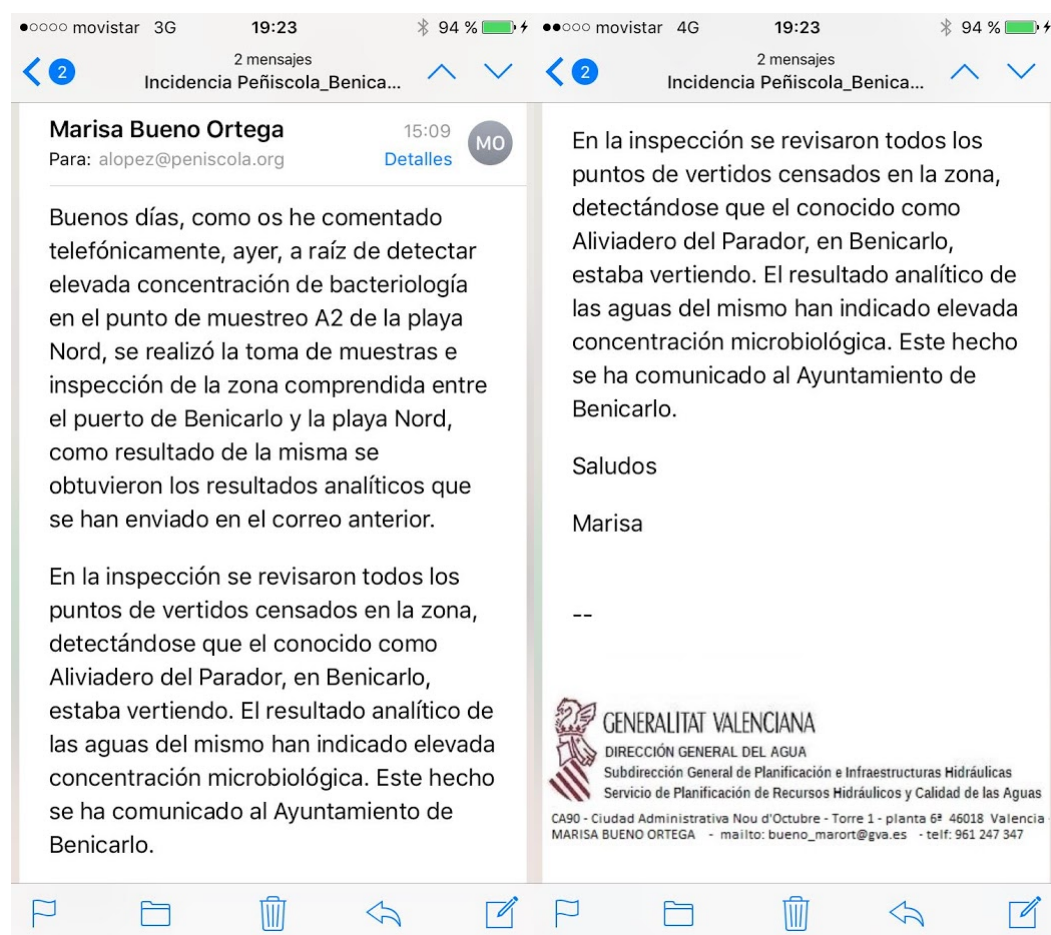 movistar 3G 19:23 94 %
2 2 mensajes
Incidencia Peñiscola_Benica...
Marisa Bueno Ortega 15:09 MO
Para: alopez@peniscola.org Detalles
Buenos días, como os he comentado
telefónicamente, ayer, a raíz de detectar
elevada concentración de bacteriología
en el punto de muestreo A2 de la playa
Nord, se realizó la toma de muestras e
inspección de la zona comprendida entre
el puerto de Benicarlo y la playa Nord,
como resultado de la misma se
obtuvieron los resultados analíticos que
se han enviado en el correo anterior.
En la inspección se revisaron todos los
puntos de vertidos censados en la zona,
detectándose que el conocido como
Aliviadero del Parador, en Benicarlo,
estaba vertiendo. El resultado analítico de
las aguas del mismo han indicado elevada
concentración microbiológica. Este hecho
se ha comunicado al Ayuntamiento de
Benicarlo.
movistar 4G 19:23 94 %
2 2 mensajes
Incidencia Peñiscola_Benica...
En la inspección se revisaron todos los
puntos de vertidos censados en la zona,
detectándose que el conocido como
Aliviadero del Parador, en Benicarlo,
estaba vertiendo. El resultado analítico de
las aguas del mismo han indicado elevada
concentración microbiológica. Este hecho
se ha comunicado al Ayuntamiento de
Benicarlo.
Saludos
Marisa
--
GENERALITAT VALENCIANA
DIRECCIÓN GENERAL DEL AGUA
Subdirección General de Planificación e Infraestructuras Hidráulicas
Servicio de Planificación de Recursos Hidráulicos y Calidad de las Aguas
CA90 - Ciudad Administrativa Nou d'Octubre - Torre 1 - planta 6ª 46018 Valencia -
MARISA BUENO ORTEGA - mailto: bueno_marort@gva.es - telf: 961 247 347